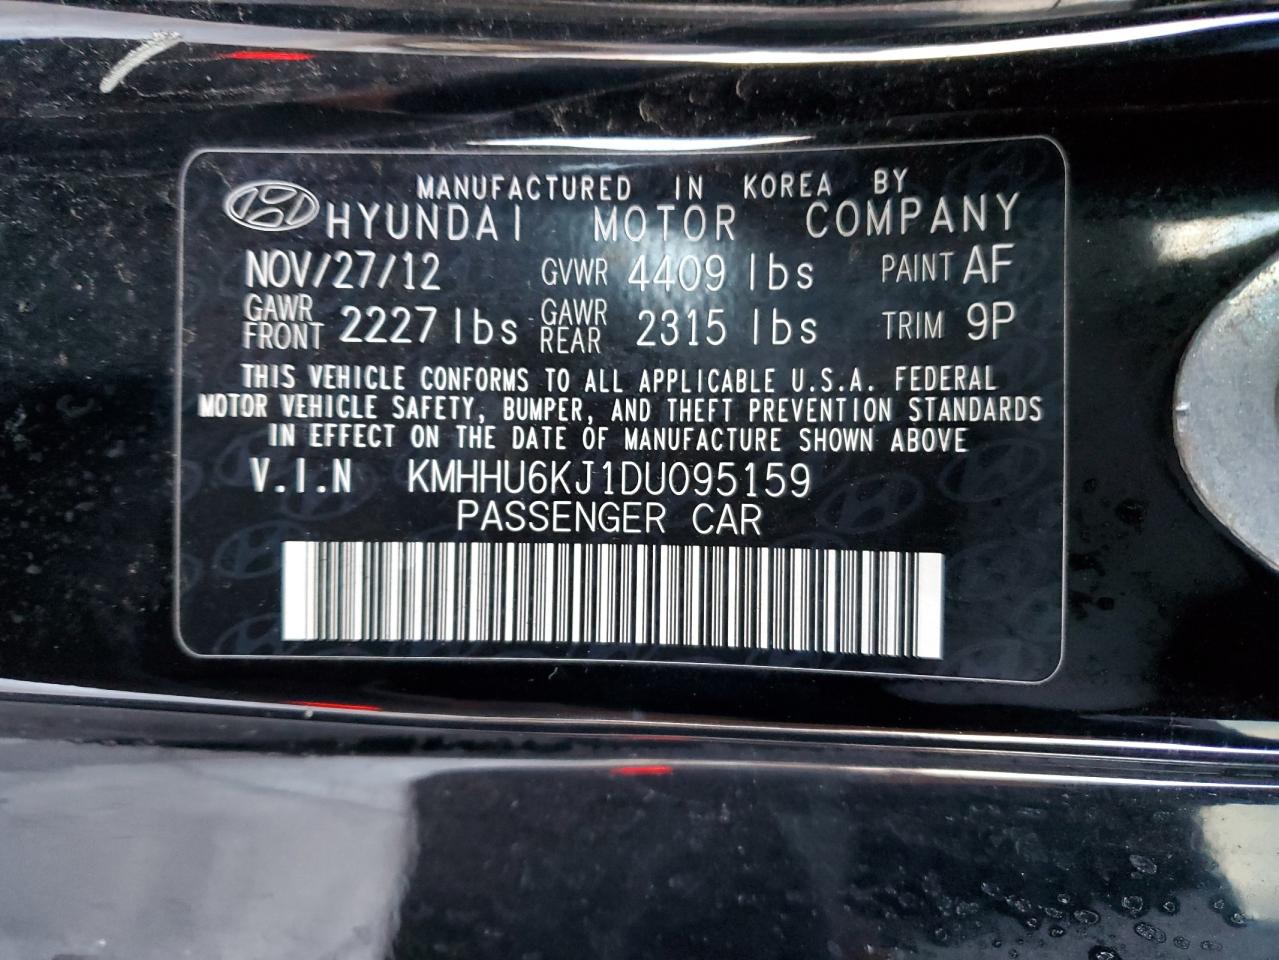 MANUFACTURED IN KOREA BY
HYUNDAI MOTOR COMPANY
NOV/27/12 GVWR 4409 lbs PAINT AF
GAWR FRONT 2227 lbs GAWR REAR 2315 lbs TRIM 9P
THIS VEHICLE CONFORMS TO ALL APPLICABLE U.S.A. FEDERAL
MOTOR VEHICLE SAFETY, BUMPER, AND THEFT PREVENTION STANDARDS
IN EFFECT ON THE DATE OF MANUFACTURE SHOWN ABOVE
V.I.N KMHHU6KJ1DU095159
PASSENGER CAR